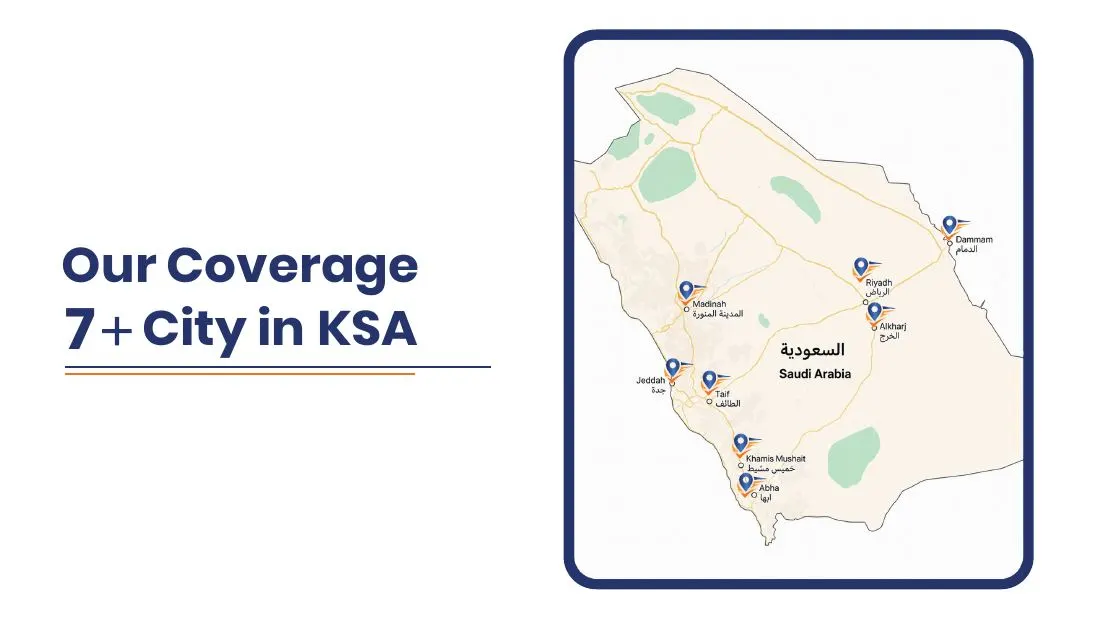 Our Coverage
7+ City in KSA
Dammam
الدمام
Riyadh
الرياض
Madinah
المدينة المنورة
Alkharj
الخرج
السعودية
Saudi Arabia
Jeddah
جدة
Taif
الطائف
Khamis Mushait
خميس مشيط
Abha
ابها